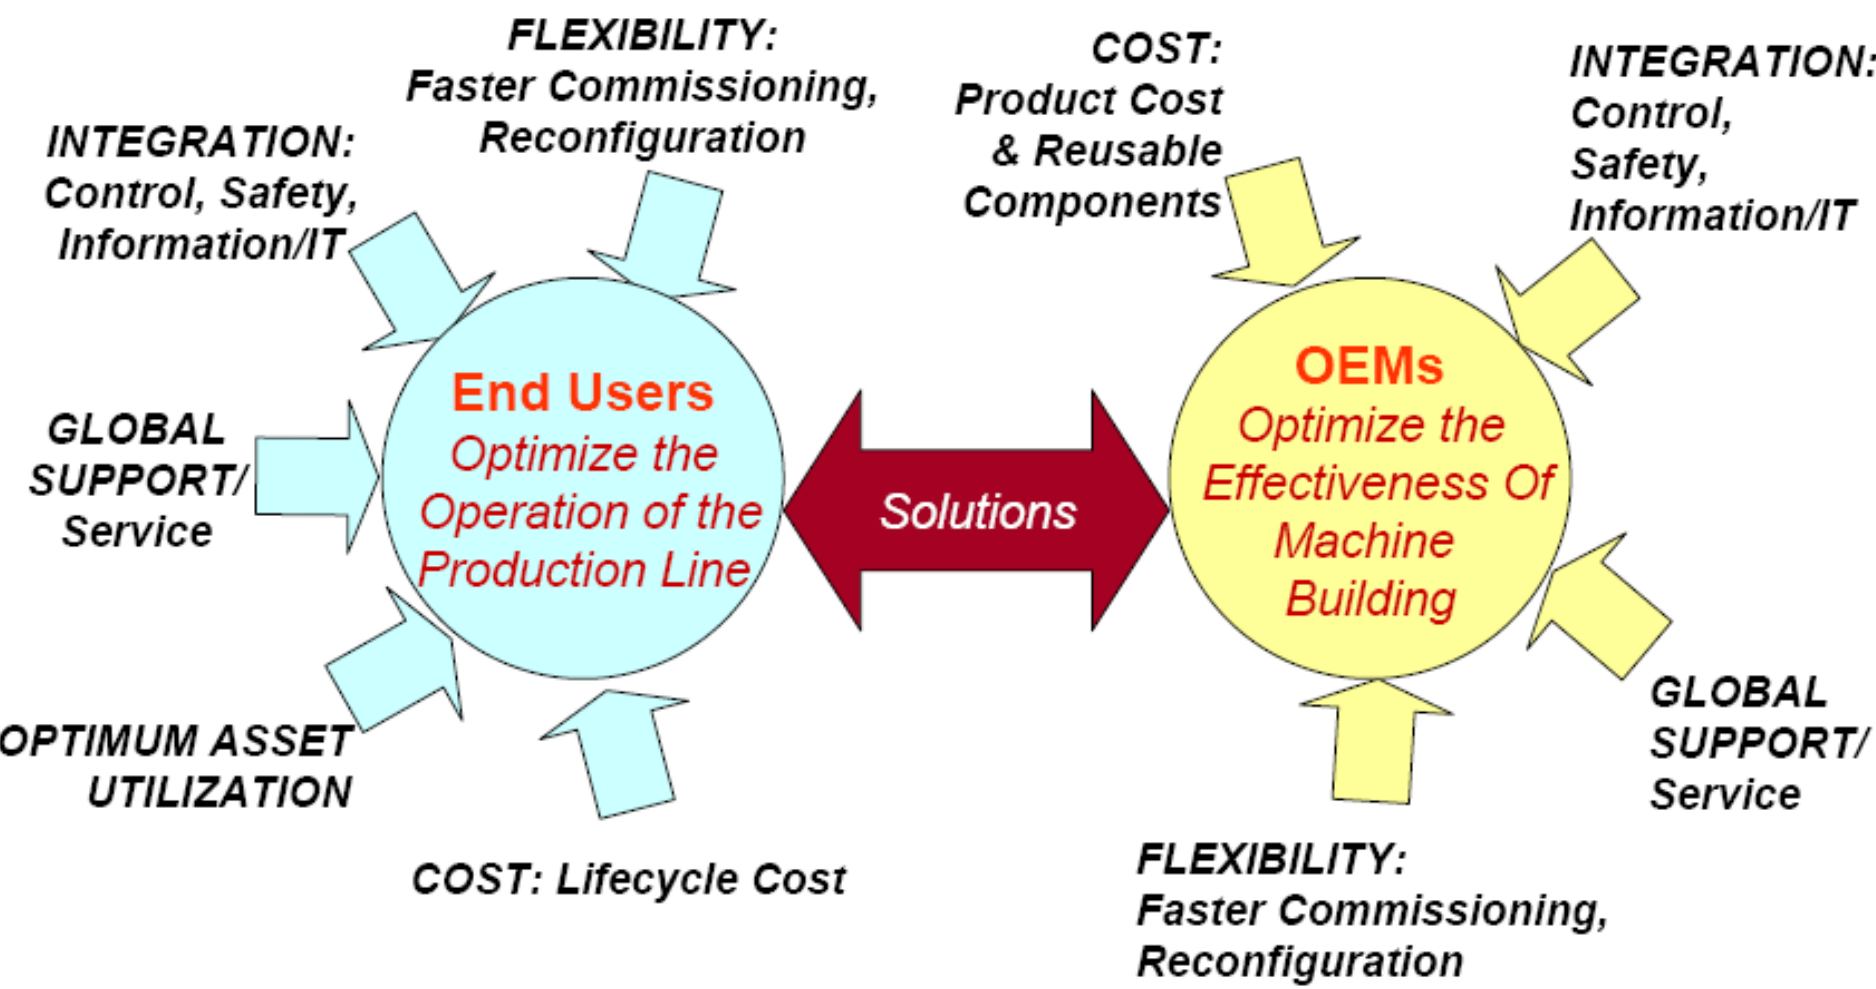 FLEXIBILITY:
Faster Commissioning,
Reconfiguration
INTEGRATION:
Control, Safety,
Information/IT
GLOBAL
SUPPORT/
Service
OPTIMUM ASSET
UTILIZATION
COST: Lifecycle Cost
End Users
Optimize the
Operation of the
Production Line
Solutions
COST:
Product Cost
& Reusable
Components
INTEGRATION:
Control,
Safety,
Information/IT
OEMs
Optimize the
Effectiveness Of
Machine
Building
GLOBAL
SUPPORT/
Service
FLEXIBILITY:
Faster Commissioning,
Reconfiguration